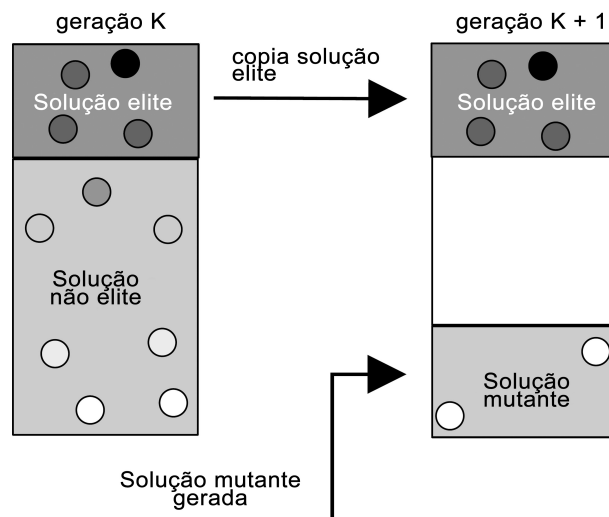 geração K
geração K + 1
copia solução
elite
Solução elite
Solução elite
Solução
não elite
Solução
mutante
Solução mutante
gerada